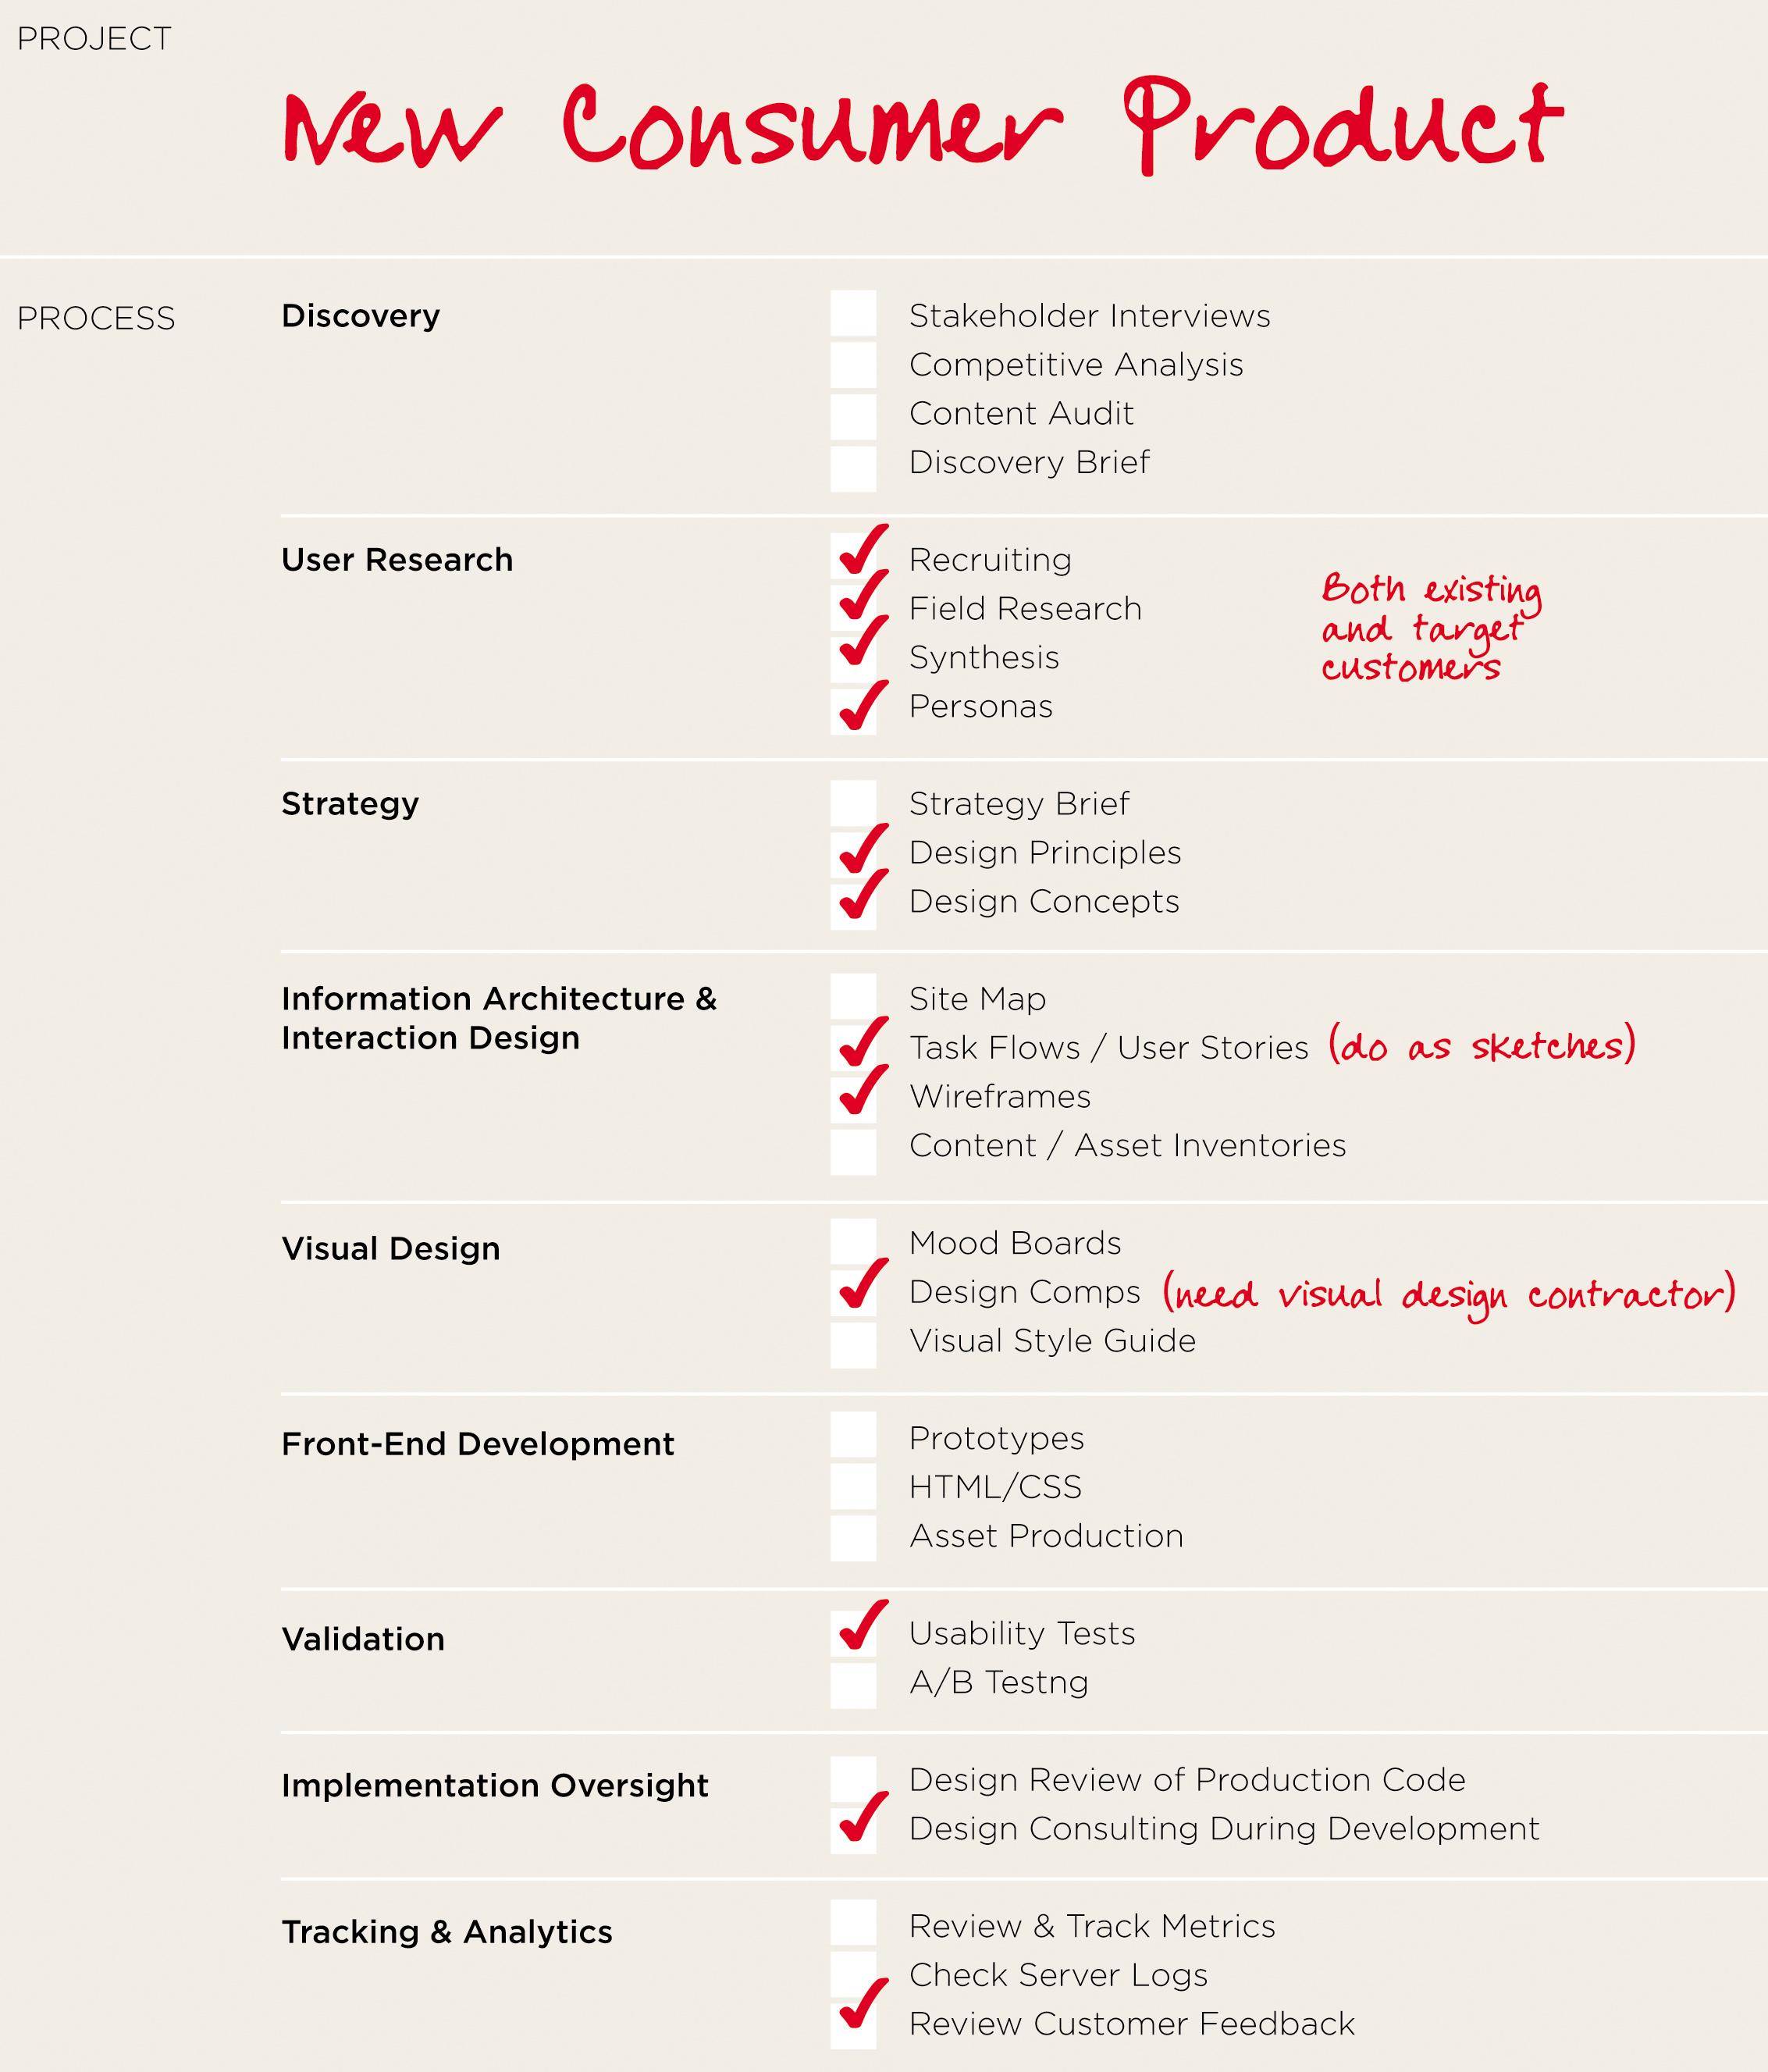 PROJECT
New Consumer Product
PROCESS
Discovery
Stakeholder Interviews
Competitive Analysis
Content Audit
Discovery Brief
User Research
Recruiting
Field Research
Synthesis
Personas
Both existing
and target
customers
Strategy
Strategy Brief
Design Principles
Design Concepts
Information Architecture &
Interaction Design
Site Map
Task Flows / User Stories (do as sketches)
Wireframes
Content / Asset Inventories
Visual Design
Mood Boards
Design Comps (need visual design contractor)
Visual Style Guide
Front-End Development
Prototypes
HTML/CSS
Asset Production
Validation
Usability Tests
A/B Testng
Implementation Oversight
Design Review of Production Code
Design Consulting During Development
Tracking & Analytics
Review & Track Metrics
Check Server Logs
Review Customer Feedback